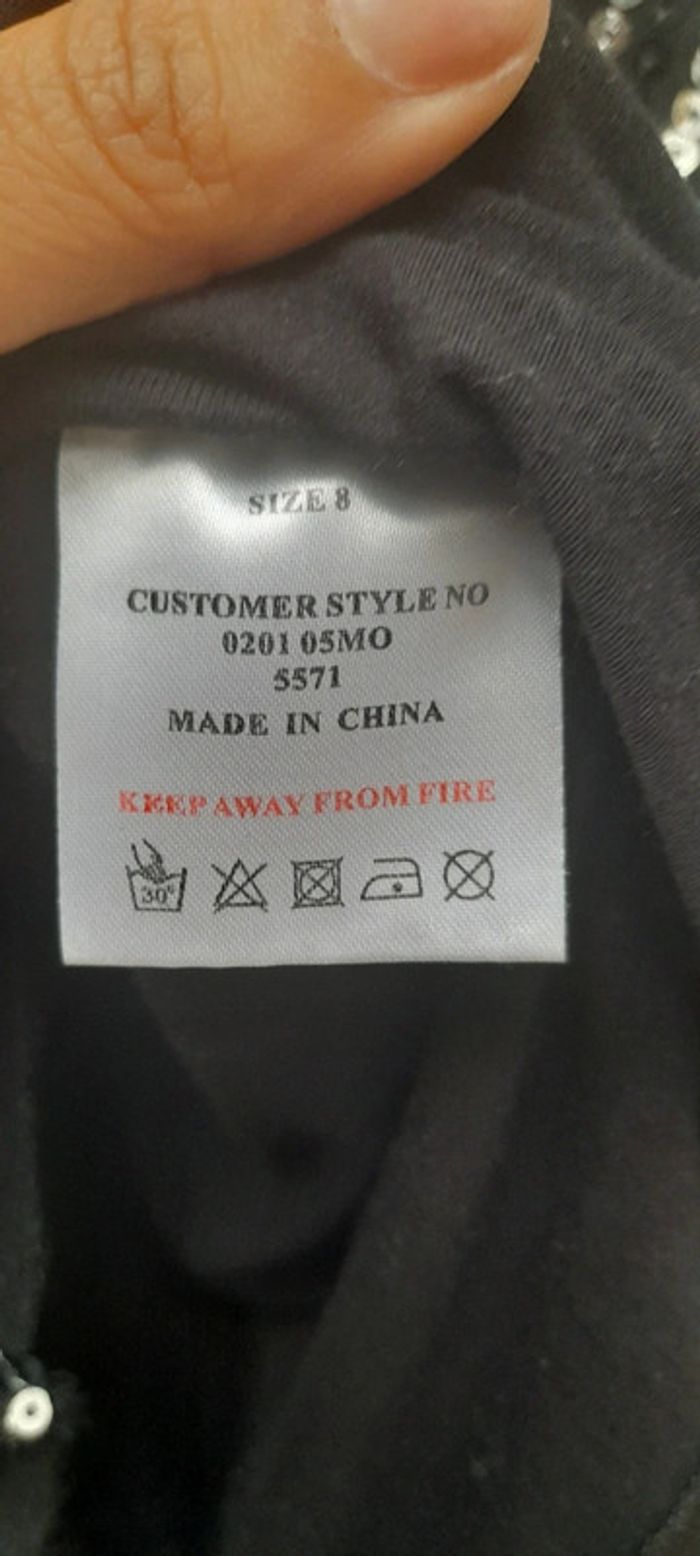 SIZE 8
CUSTOMER STYLE NO
0201 05MO
5571
MADE IN CHINA
KEEP AWAY FROM FIRE
30°